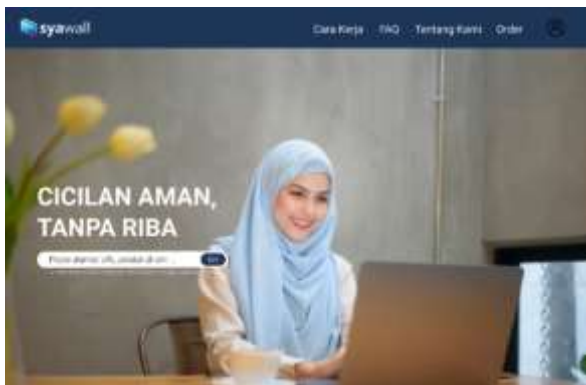 syawall
Cara Kerja FAQ Tentang Kami Order
CICILAN AMAN,
TANPA RIBA